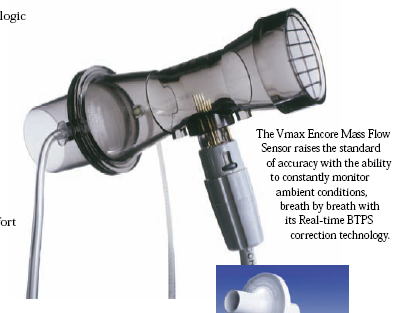 logic
The Vmax Encore Mass Flow
Sensor raises the standard
of accuracy with the ability
to constantly monitor
ambient conditions,
breath by breath with
its Real-time BTPS
correction technology.
ort